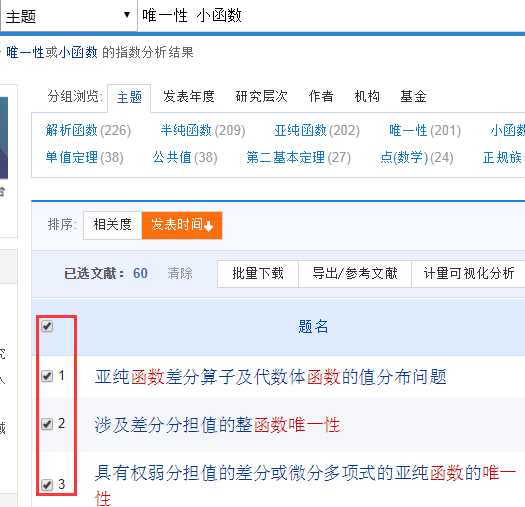 主题 唯一性 小函数
唯一性或小函数 的指数分析结果
分组浏览: 主题 发表年度 研究层次 作者 机构 基金
解析函数(226) 半纯函数(209) 亚纯函数(202) 唯一性(201) 小函数
单值定理(38) 公共值(38) 第二基本定理(27) 点(数学)(24) 正规族
排序: 相关度 发表时间
已选文献: 60 清除 批量下载 导出/参考文献 计量可视化分析
题名
1 亚纯函数差分算子及代数体函数的值分布问题
2 涉及差分分担值的整函数唯一性
3 具有权弱分担值的差分或微分多项式的亚纯函数的唯一
性